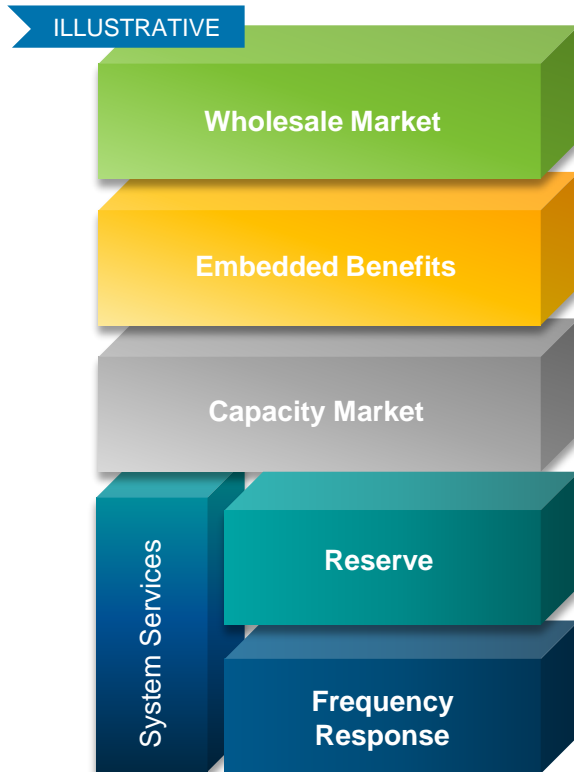 ILLUSTRATIVE
Wholesale Market
Embedded Benefits
Capacity Market
System Services
Reserve
Frequency
Response